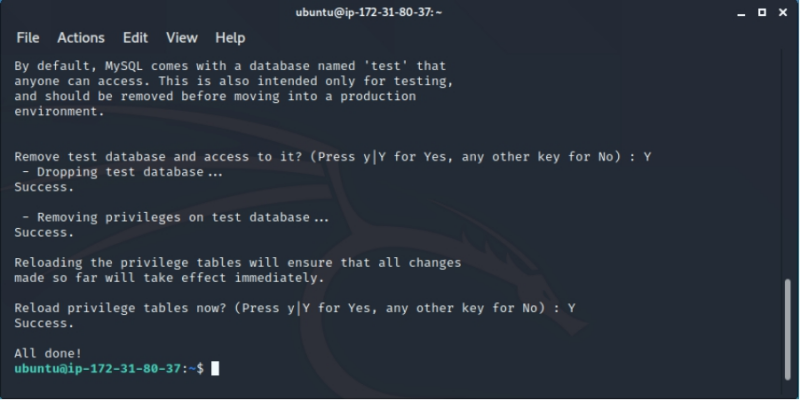 ubuntu@ip-172-31-80-37: ~
File Actions Edit View Help
By default, MySQL comes with a database named 'test' that
anyone can access. This is also intended only for testing,
and should be removed before moving into a production
environment.
Remove test database and access to it? (Press y|Y for Yes, any other key for No) : Y
- Dropping test database...
Success.
- Removing privileges on test database...
Success.
Reloading the privilege tables will ensure that all changes
made so far will take effect immediately.
Reload privilege tables now? (Press y|Y for Yes, any other key for No) : Y
Success.
All done!
ubuntu@ip-172-31-80-37:~$